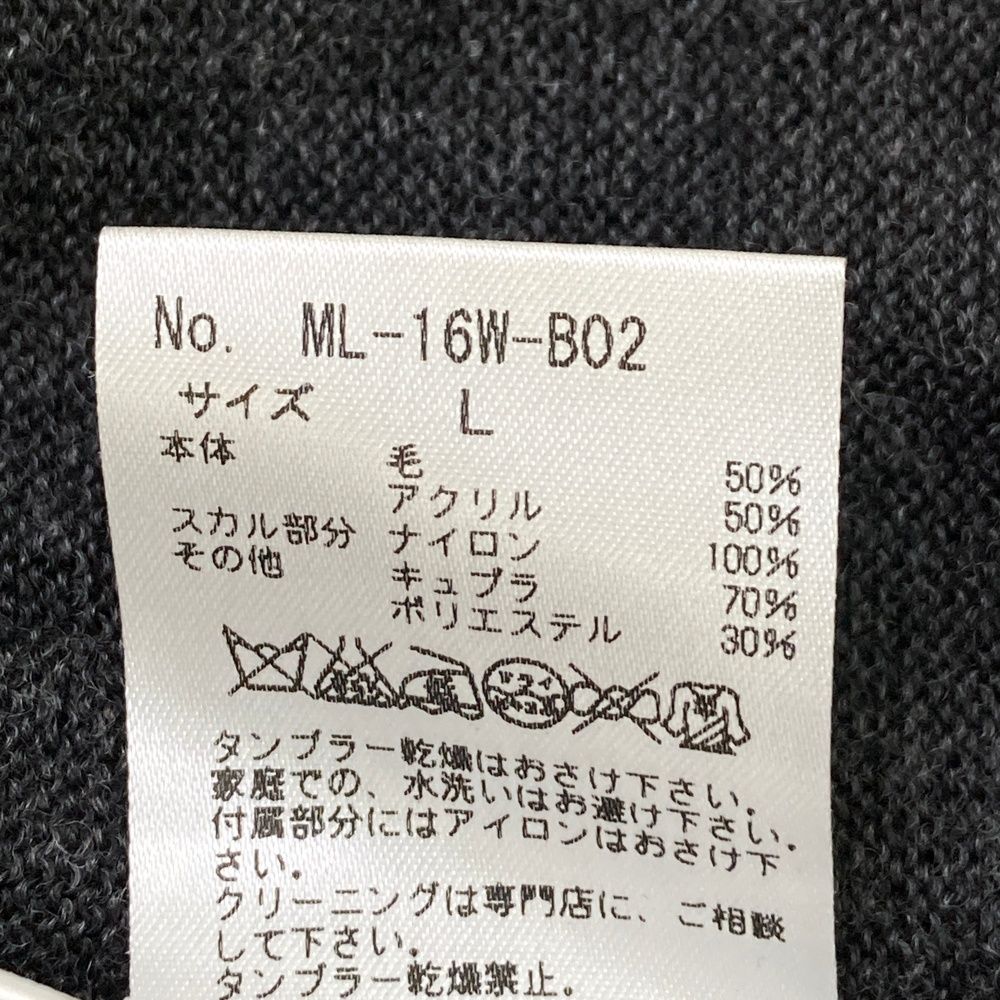 No. ML-16W-B02
サイズ L
本体 毛 50%
アクリル 50%
スカル部分 ナイロン 100%
その他 キュプラ 70%
ポリエステル 30%
ドライ
タンブラー乾燥はおさけ下さい.
家庭での、水洗いはお避け下さい.
付属部分にはアイロンはおさけ下
さい.
クリーニングは専門店に、ご相談
して下さい.
タンブラー乾燥禁止.